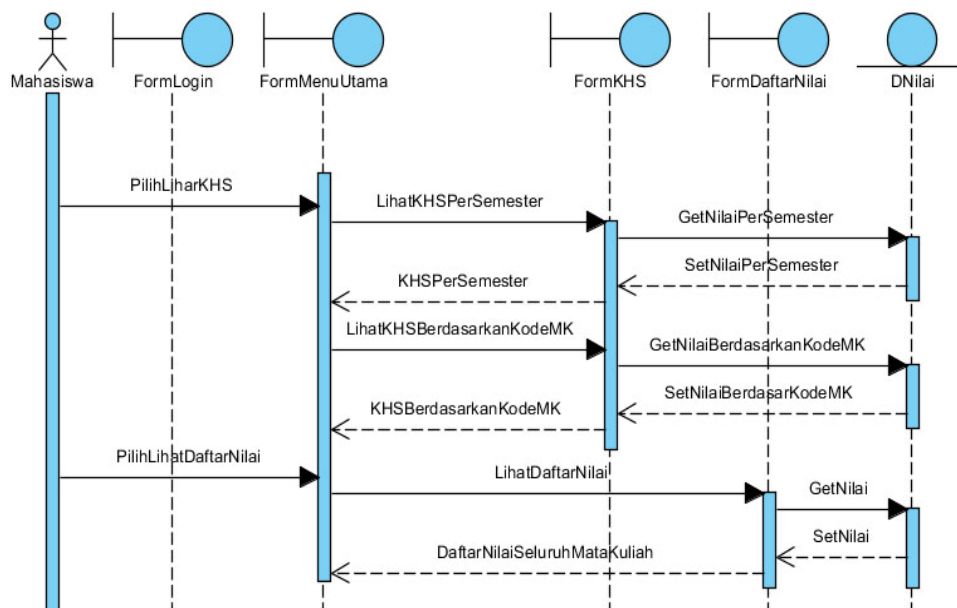 Mahasiswa
FormLogin
FormMenuUtama
FormKHS
FormDaftarNilai
DNilai
PilihLiharKHS
LihatKHSPerSemester
GetNilaiPerSemester
SetNilaiPerSemester
KHSPerSemester
LihatKHSBerdasarkanKodeMK
GetNilaiBerdasarkanKodeMK
SetNilaiBerdasarKodeMK
KHSBerdasarkanKodeMK
PilihLihatDaftarNilai
LihatDaftarNilai
GetNilai
SetNilai
DaftarNilaiSeluruhMataKuliah